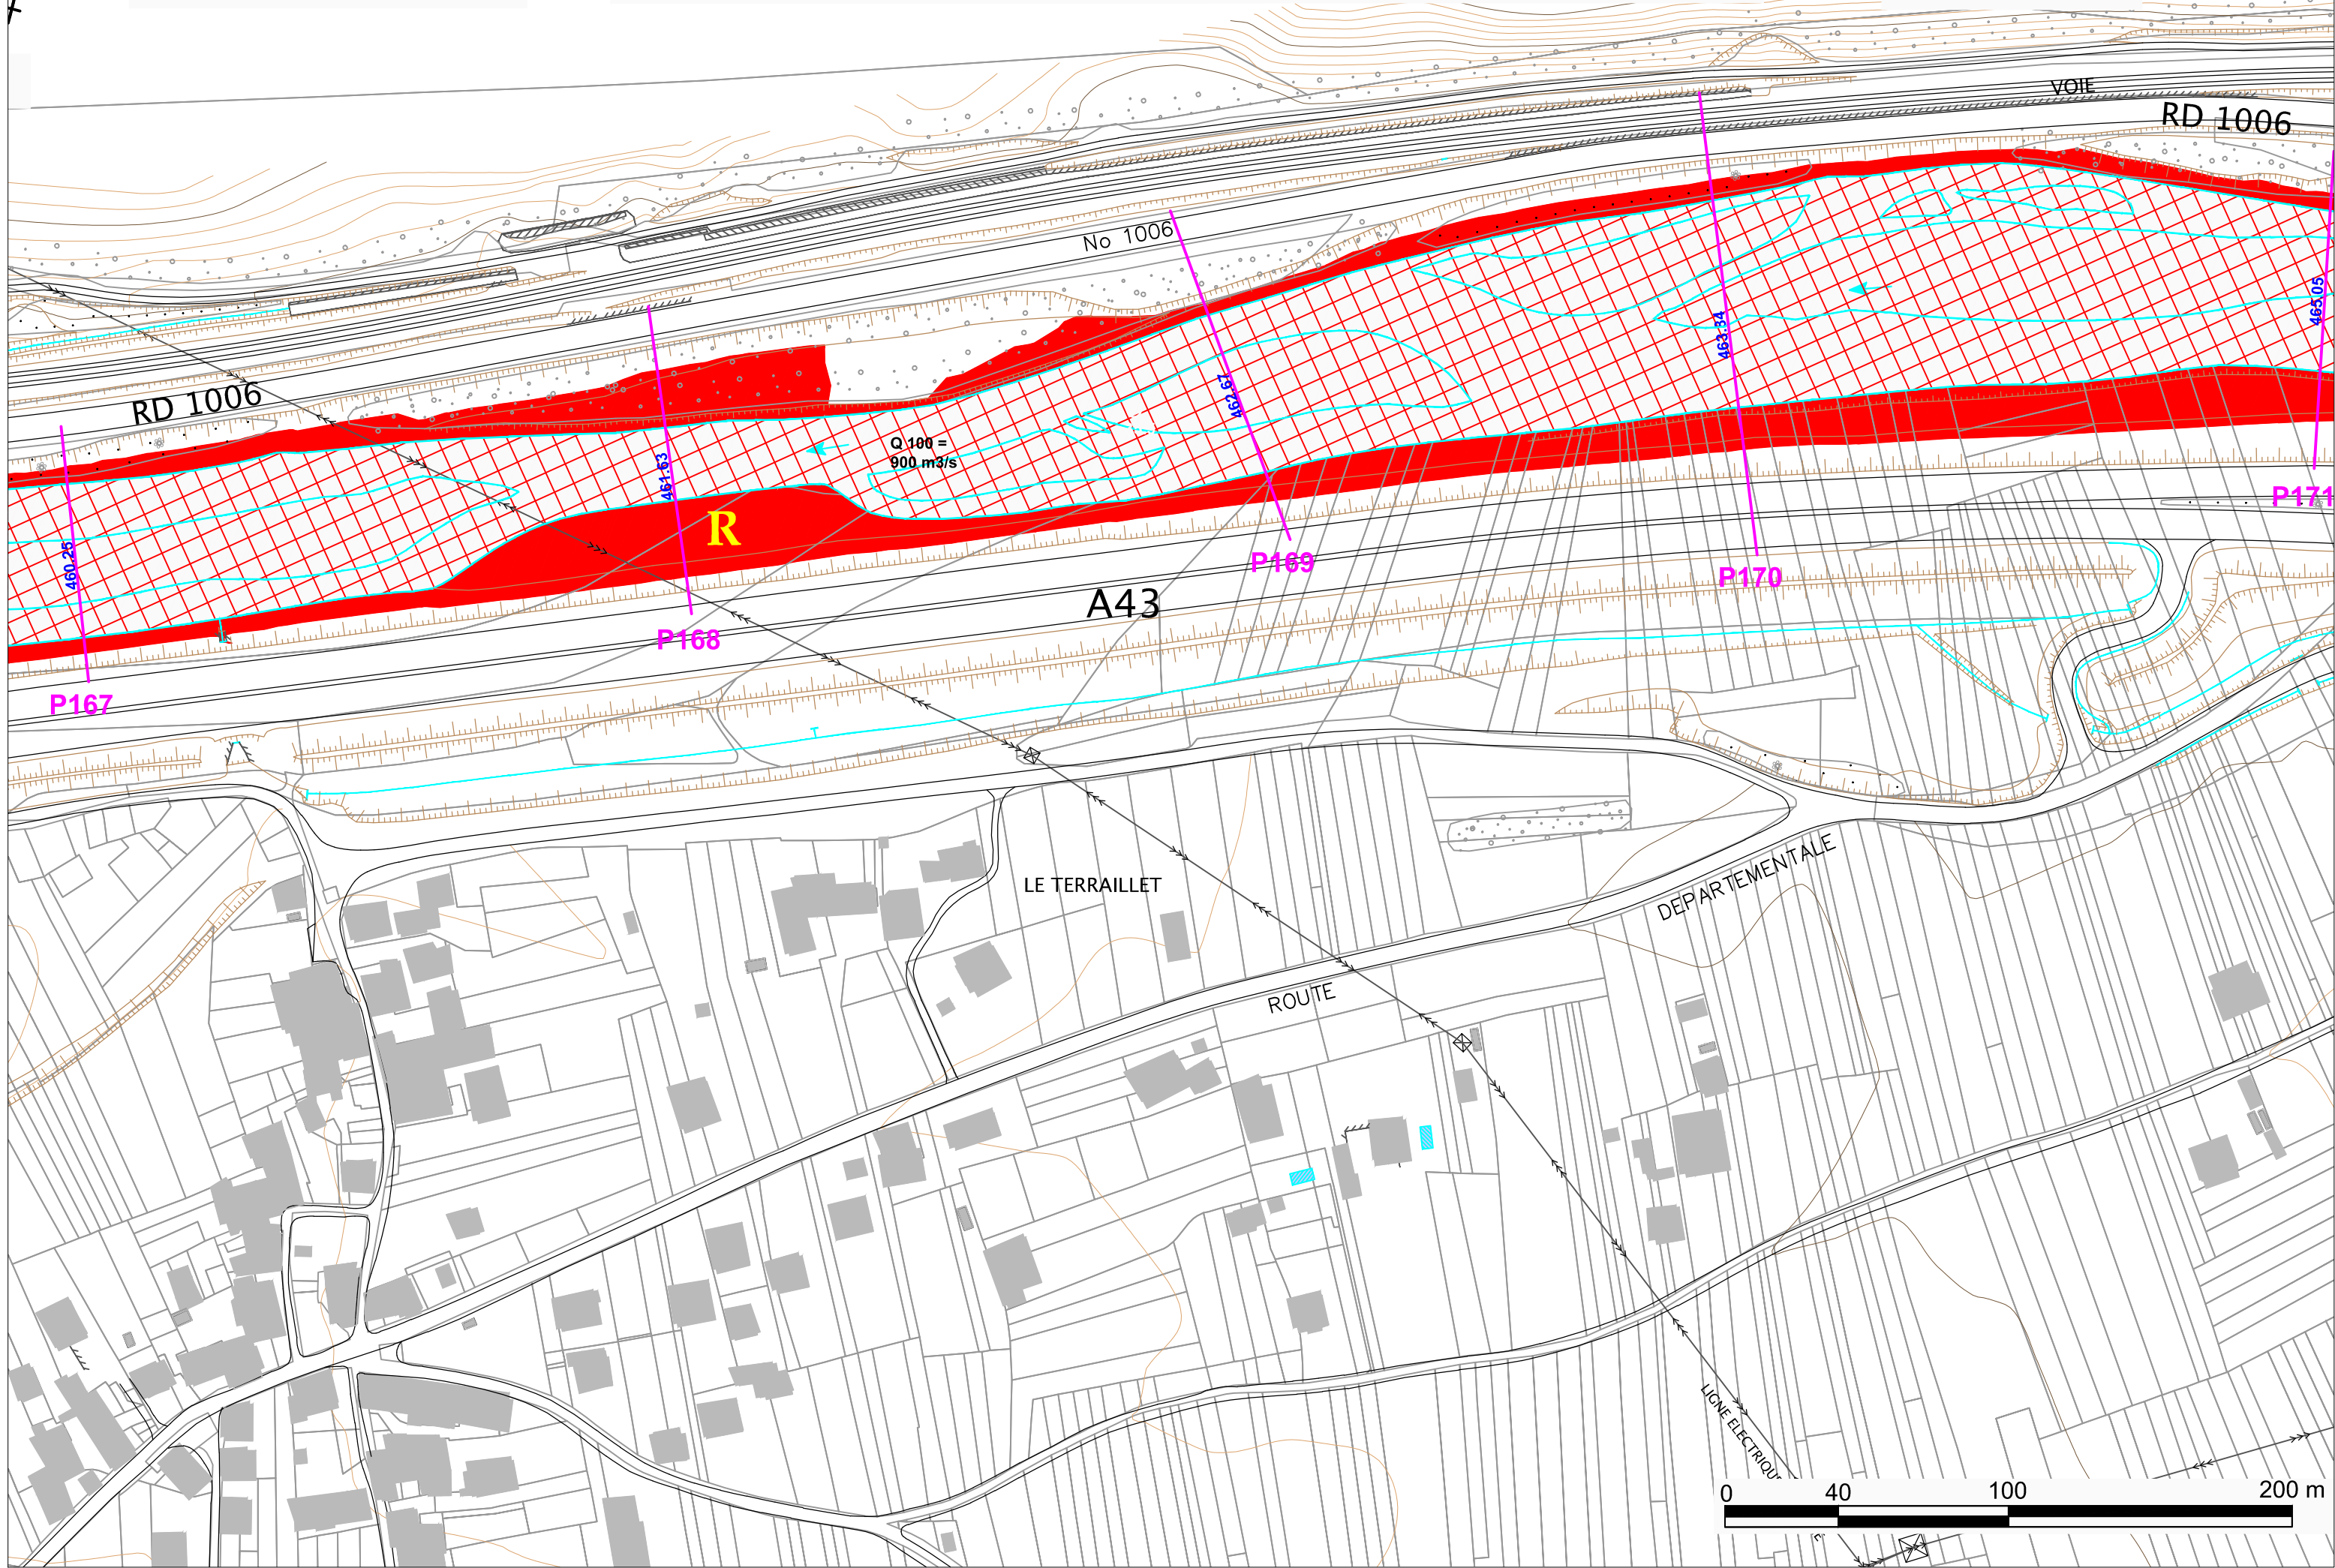 VOIE
RD 1006
No 1006
465.05
463.34
RD 1006
462.67
Q 100 =
900 m3/s
461.63
P171
R
460.25
P169
P170
A43
P168
P167
LE TERRAILLET
DEPARTEMENTALE
ROUTE
LIGNE ELECTRIQUE
0 40 100 200 m